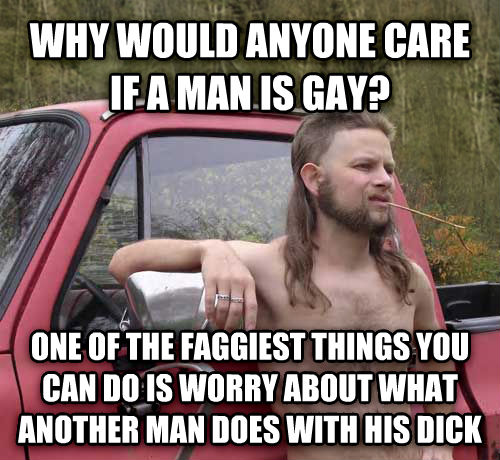 WHY WOULD ANYONE CARE
IF A MAN IS GAY?
ONE OF THE FAGGIEST THINGS YOU
CAN DO IS WORRY ABOUT WHAT
ANOTHER MAN DOES WITH HIS DICK